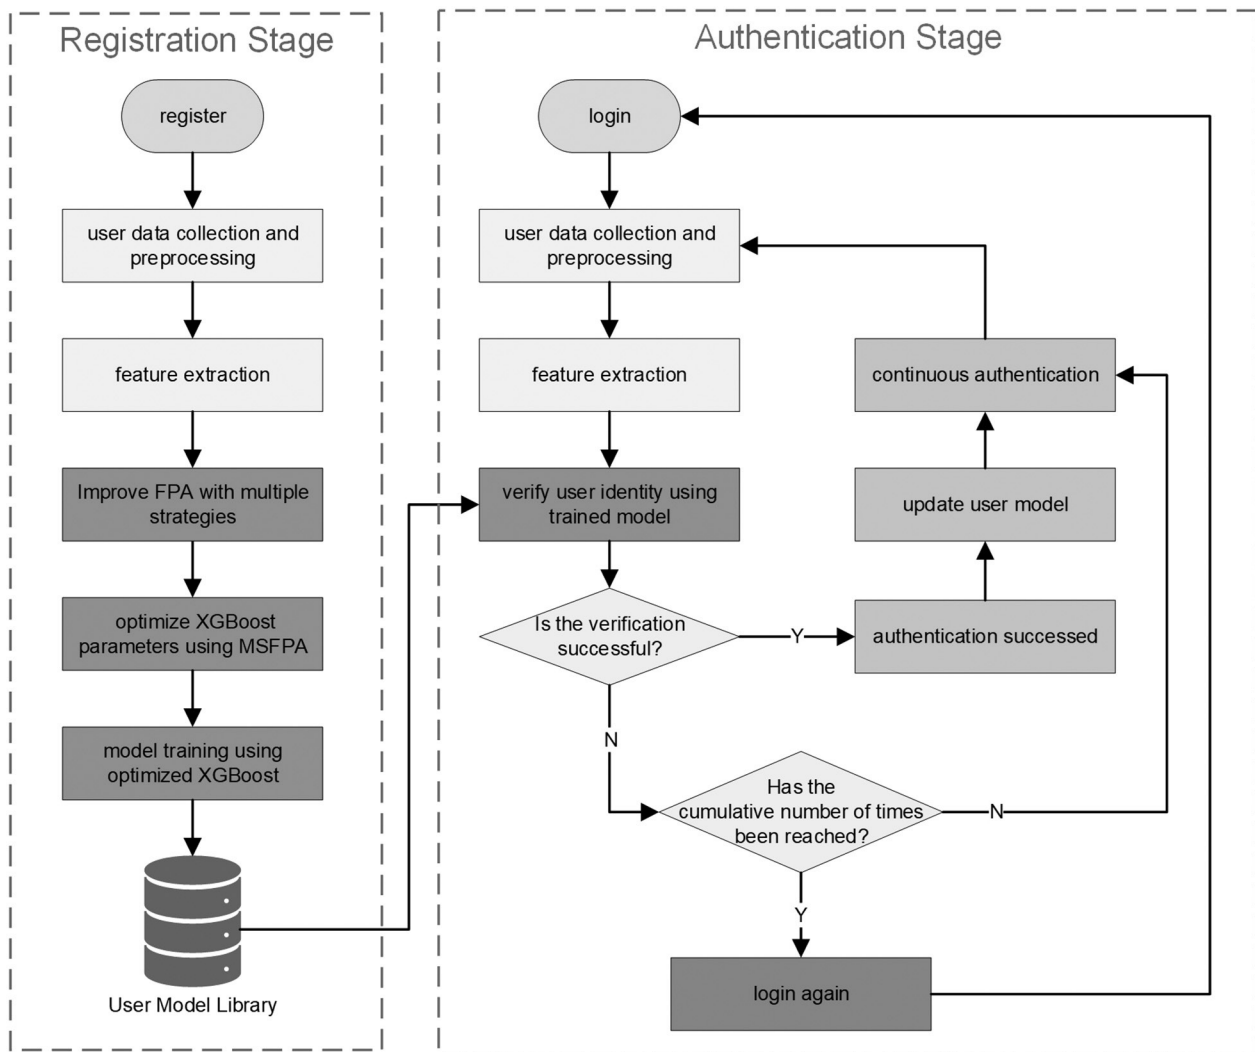 Registration Stage
register
user data collection and
preprocessing
feature extraction
Improve FPA with multiple
strategies
optimize XGBoost
parameters using MSFPA
model training using
optimized XGBoost
User Model Library
Authentication Stage
login
user data collection and
preprocessing
feature extraction
verify user identity using
trained model
Is the verification
successful?
Y
authentication successed
update user model
continuous authentication
N
Has the
cumulative number of times
been reached?
N
Y
login again